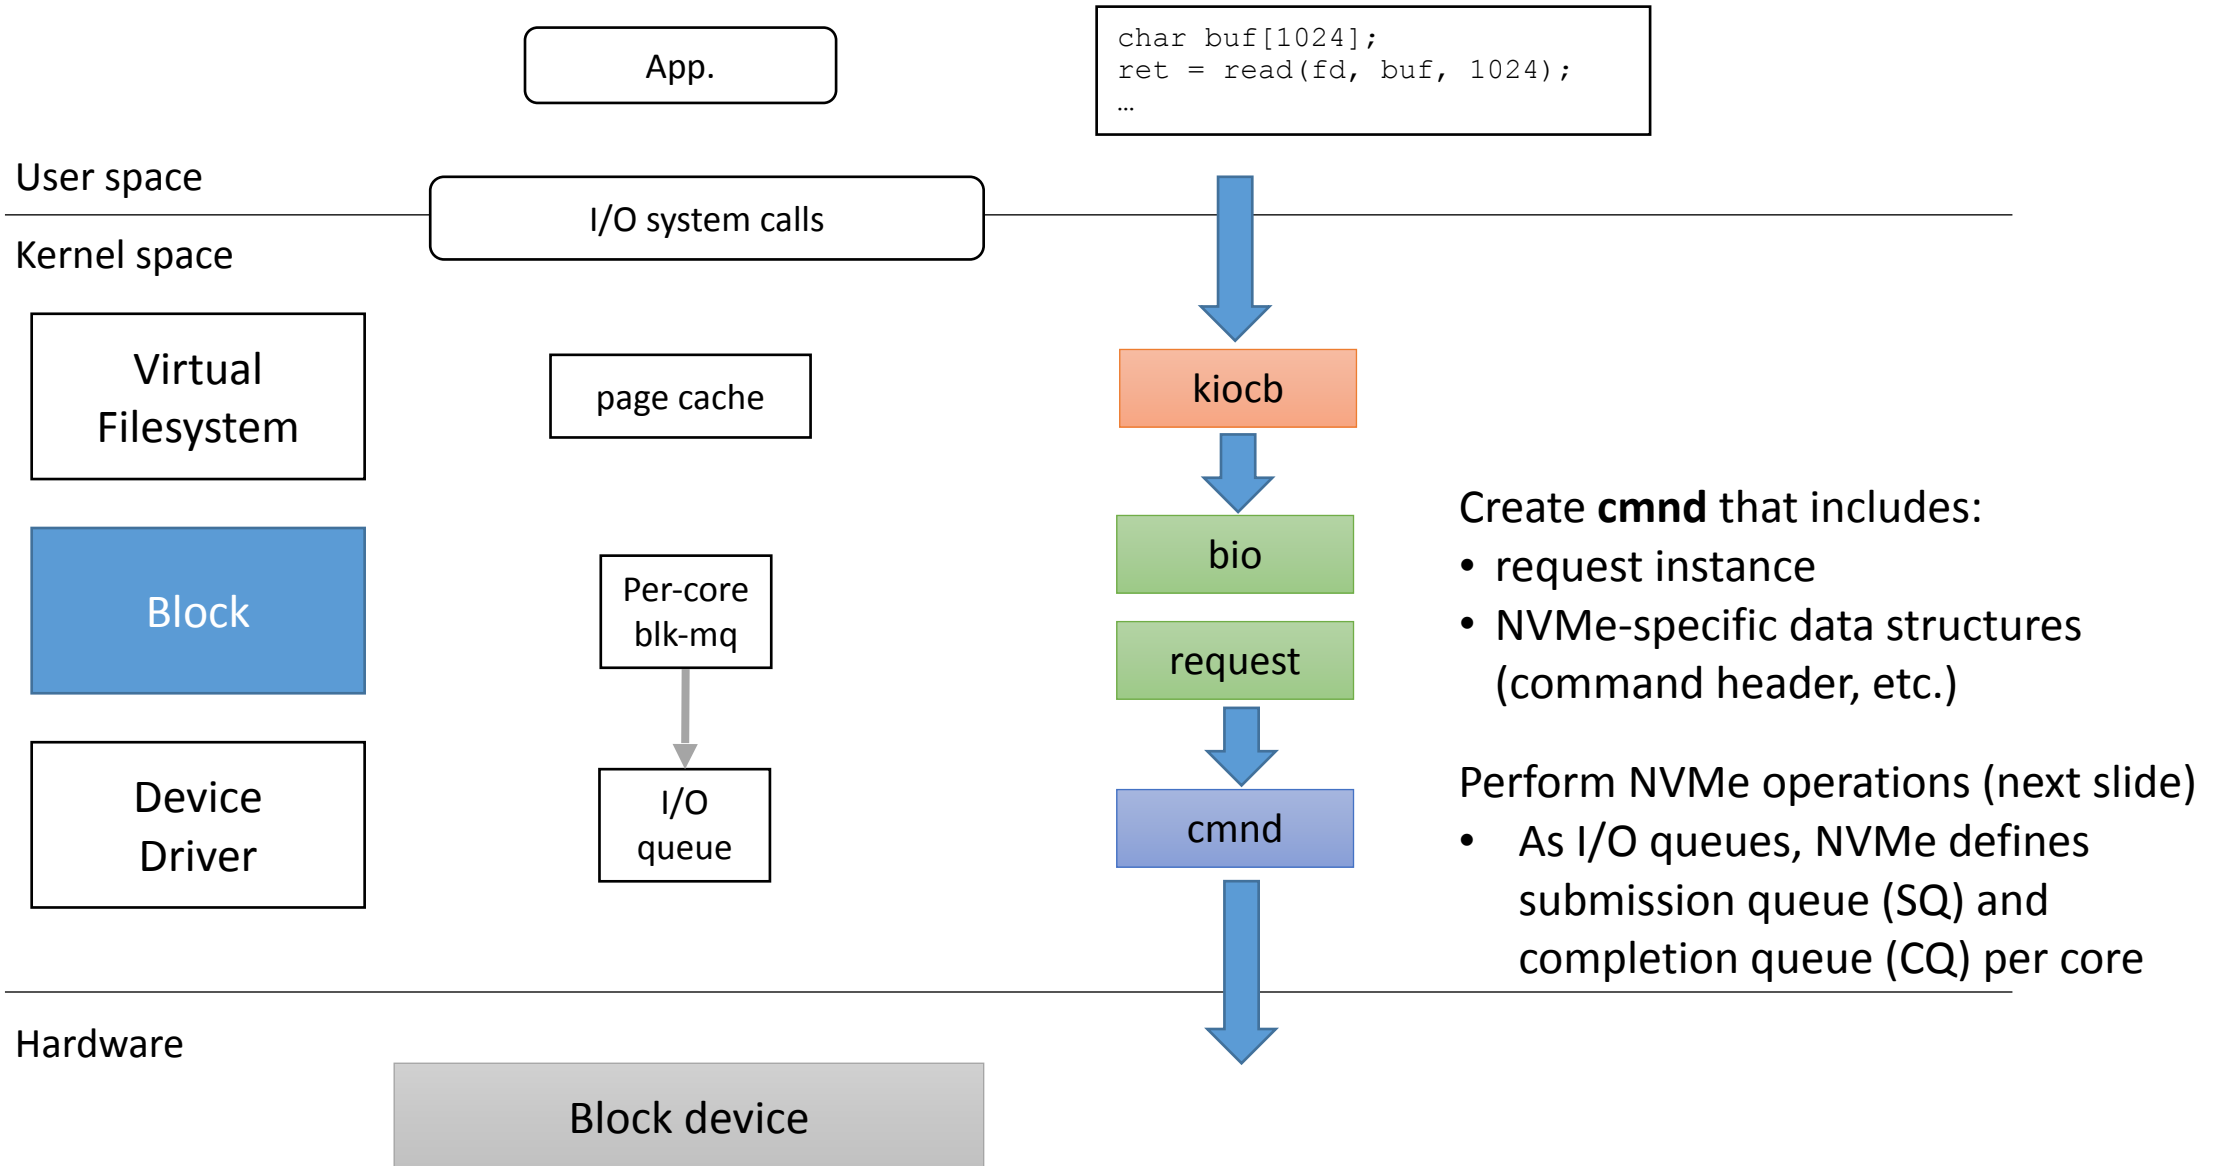 App.
char buf[1024];
ret = read(fd, buf, 1024);
…
User space
I/O system calls
Kernel space
Virtual
Filesystem
page cache
kiocb
Block
Per-core
blk-mq
bio
request
Create cmnd that includes:
• request instance
• NVMe-specific data structures
(command header, etc.)
Device
Driver
I/O
queue
cmnd
Perform NVMe operations (next slide)
• As I/O queues, NVMe defines
submission queue (SQ) and
completion queue (CQ) per core
Hardware
Block device